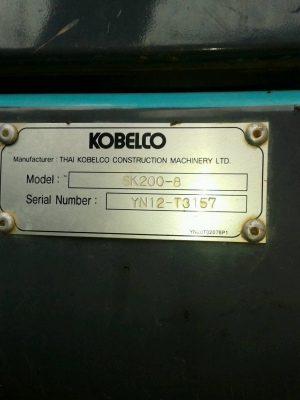 KOBELCO
Manufacturer : THAI KOBELCO CONSTRUCTION MACHINERY LTD.
Model : SK200-8
Serial Number : YN12-T3157